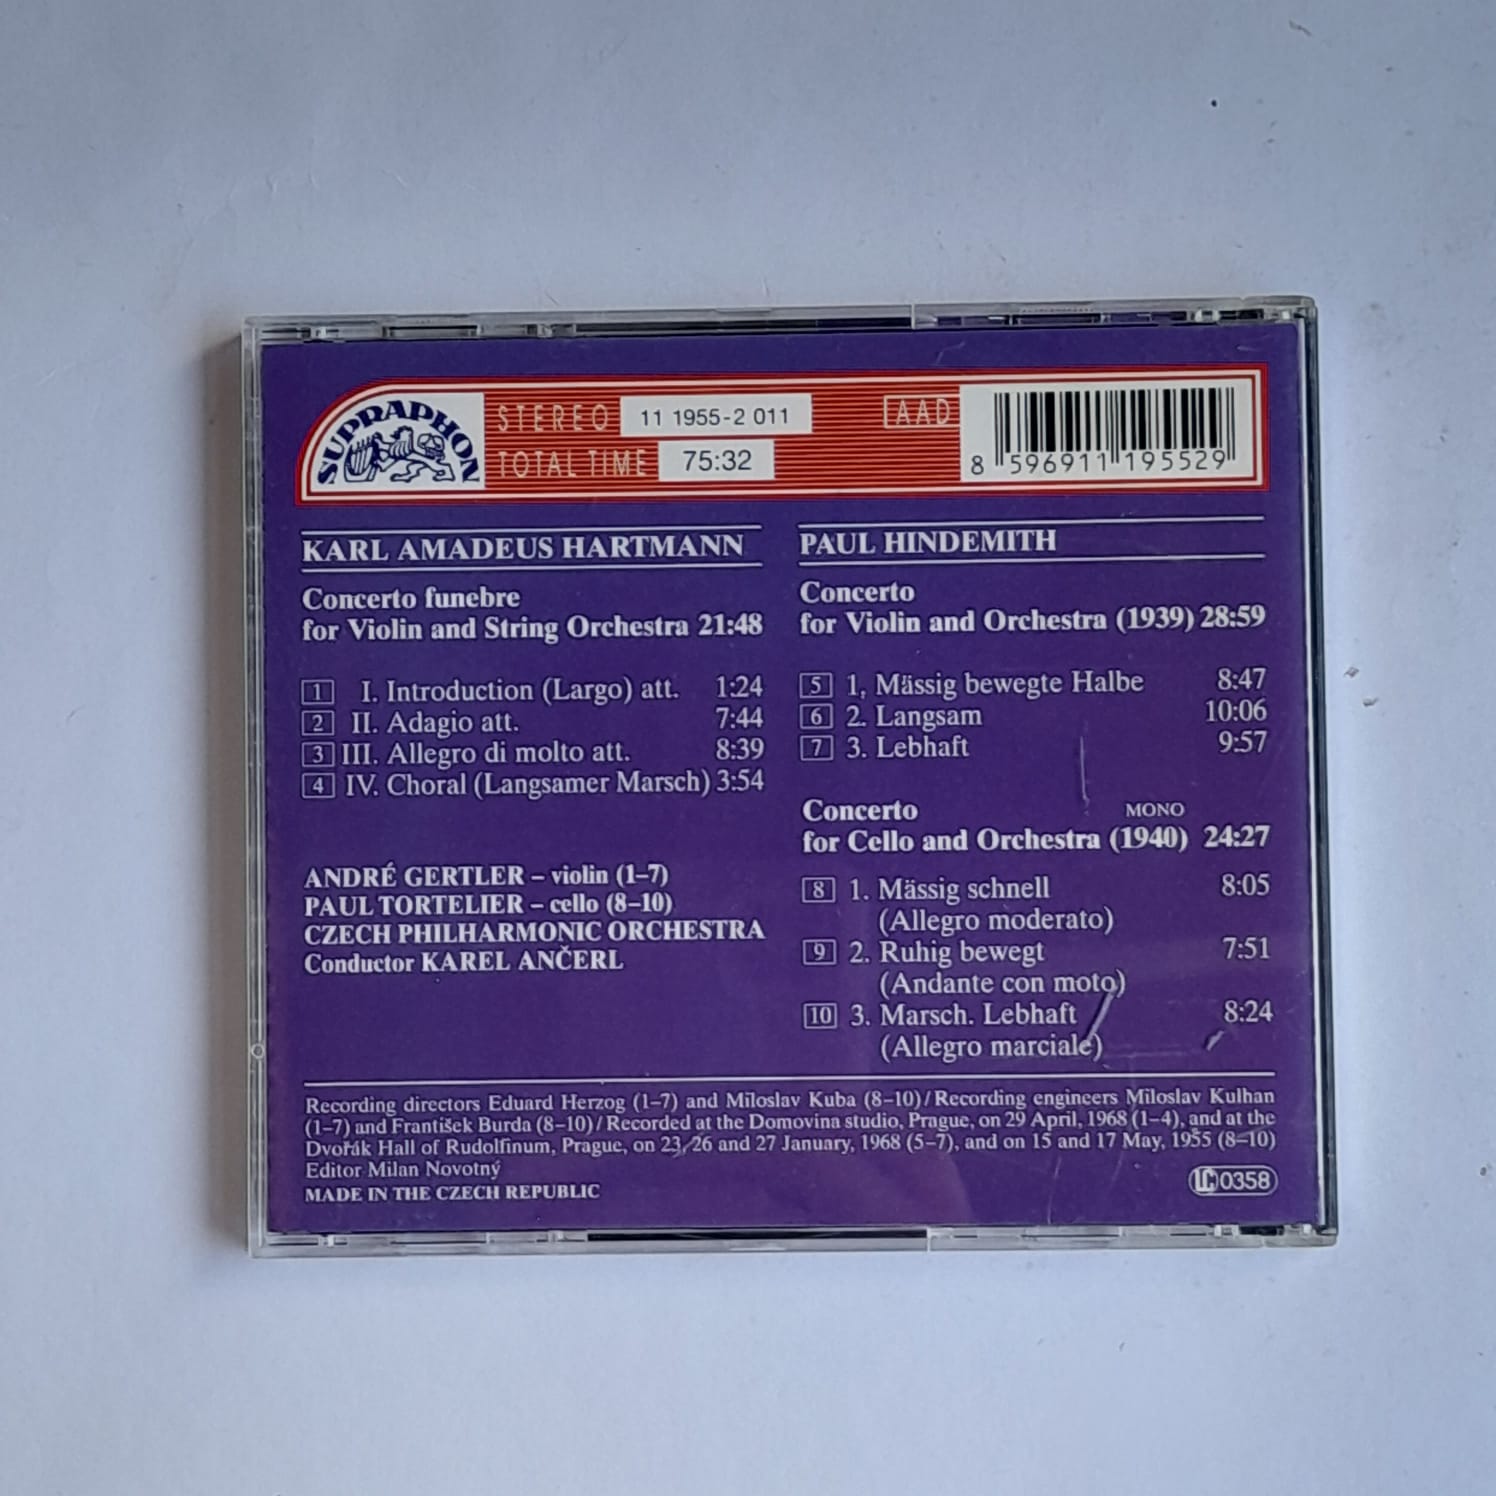 SUPRAPHON
STEREO 11 1955-2 011 AAD
TOTAL TIME 75:32
8 596911 195529
KARL AMADEUS HARTMANN
Concerto funebre
for Violin and String Orchestra 21:48
1 I. Introduction (Largo) att. 1:24
2 II. Adagio att. 7:44
3 III. Allegro di molto att. 8:39
4 IV. Choral (Langsamer Marsch) 3:54
ANDRÉ GERTLER – violin (1–7)
PAUL TORTELIER – cello (8–10)
CZECH PHILHARMONIC ORCHESTRA
Conductor KAREL ANČERL
PAUL HINDEMITH
Concerto
for Violin and Orchestra (1939) 28:59
5 1, Mässig bewegte Halbe 8:47
6 2. Langsam 10:06
7 3. Lebhaft 9:57
Concerto MONO
for Cello and Orchestra (1940) 24:27
8 1. Mässig schnell 8:05
(Allegro moderato)
9 2. Ruhig bewegt 7:51
(Andante con moto)
10 3. Marsch. Lebhaft 8:24
(Allegro marciale)
Recording directors Eduard Herzog (1–7) and Miloslav Kuba (8–10)/Recording engineers Miloslav Kulhan
(1–7) and František Burda (8–10)/Recorded at the Domovina studio, Prague, on 29 April, 1968 (1–4), and at the
Dvořák Hall of Rudolfinum, Prague, on 23, 26 and 27 January, 1968 (5–7), and on 15 and 17 May, 1955 (8–10)
Editor Milan Novotný
MADE IN THE CZECH REPUBLIC
LC 0358